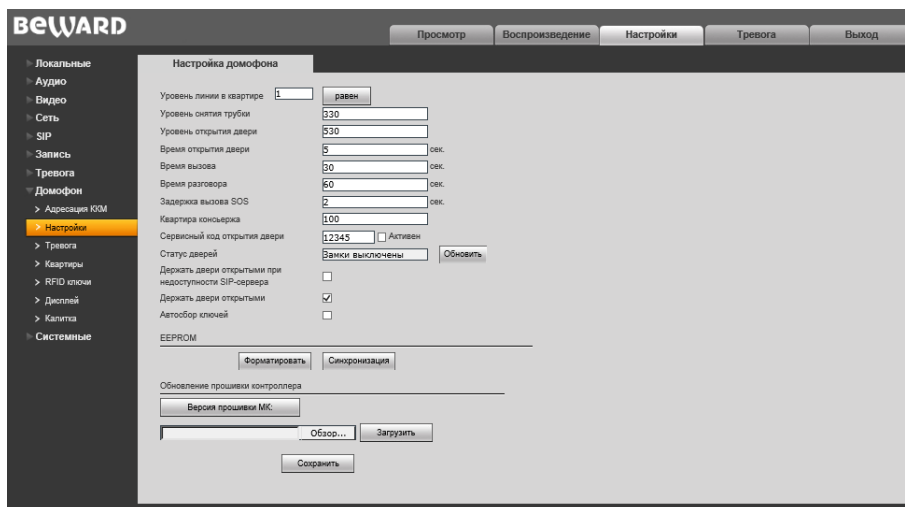 BEWARD
Просмотр Воспроизведение Настройки Тревога Выход
Локальные
Аудио
Видео
Сеть
SIP
Запись
Тревога
Домофон
> Адресация ККМ
> Настройки
> Тревога
> Квартиры
> RFID ключи
> Дисплей
> Калитка
Системные
Настройка домофона
Уровень линии в квартире 1 равен
Уровень снятия трубки 330
Уровень открытия двери 530
Время открытия двери 5 сек.
Время вызова 30 сек.
Время разговора 60 сек.
Задержка вызова SOS 2 сек.
Квартира консьержа 100
Сервисный код открытия двери 12345 Активен
Статус дверей Замки выключены Обновить
Держать двери открытыми при
недоступности SIP-сервера
Держать двери открытыми
Автосбор ключей
EEPROM
Форматировать Синхронизация
Обновление прошивки контроллера
Версия прошивки МК:
Обзор... Загрузить
Сохранить